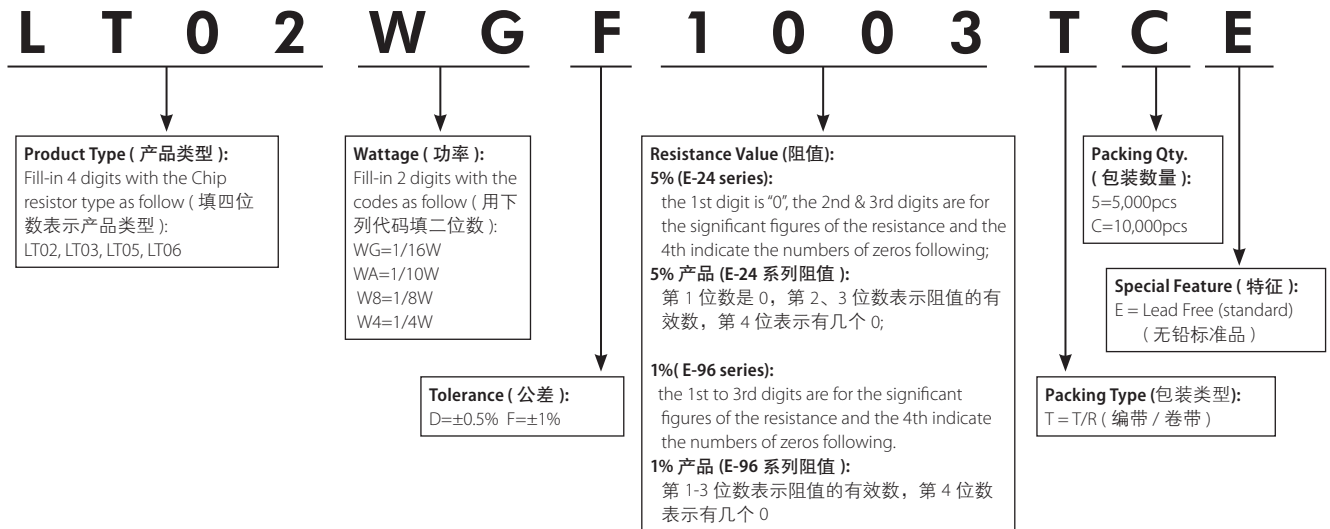 L T 0 2 W G F 1 0 0 3 T C E
Product Type ( 产品类型 ):
Fill-in 4 digits with the Chip
resistor type as follow ( 填四位
数表示产品类型 ):
LT02, LT03, LT05, LT06
Wattage ( 功率 ):
Fill-in 2 digits with the
codes as follow ( 用下
列代码填二位数 ):
WG=1/16W
WA=1/10W
W8=1/8W
W4=1/4W
Tolerance ( 公差 ):
D=±0.5% F=±1%
Resistance Value (阻值):
5% (E-24 series):
the 1st digit is "0", the 2nd & 3rd digits are for
the significant figures of the resistance and the
4th indicate the numbers of zeros following;
5% 产品 (E-24 系列阻值 ):
第 1 位数是 0，第 2、3 位数表示阻值的有
效数，第 4 位表示有几个 0;
1%( E-96 series):
the 1st to 3rd digits are for the significant
figures of the resistance and the 4th indicate
the numbers of zeros following.
1% 产品 (E-96 系列阻值 ):
第 1-3 位数表示阻值的有效数，第 4 位数
表示有几个 0
Packing Qty.
( 包装数量 ):
5=5,000pcs
C=10,000pcs
Special Feature ( 特征 ):
E = Lead Free (standard)
( 无铅标准品 )
Packing Type (包装类型):
T = T/R ( 编带 / 卷带 )